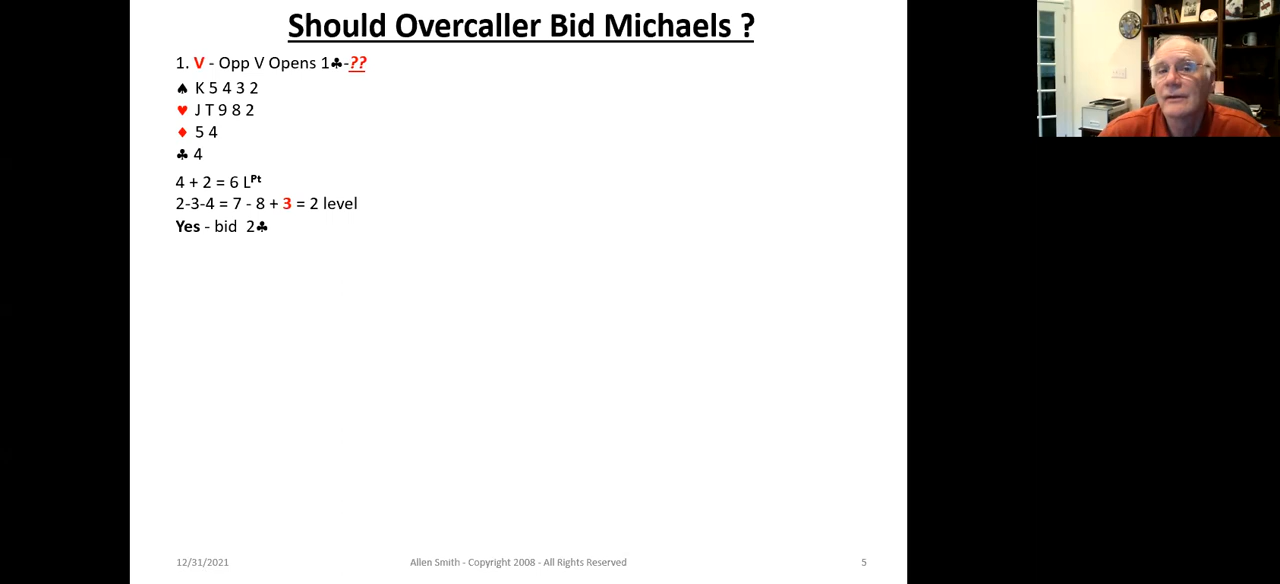 Should Overcaller Bid Michaels ?
1. V - Opp V Opens 1♣-??
♠ K 5 4 3 2
♥ J T 9 8 2
♦ 5 4
♣ 4
4 + 2 = 6 Lᴾᵗ
2-3-4 = 7 - 8 + 3 = 2 level
Yes - bid 2♣
12/31/2021 Allen Smith - Copyright 2008 - All Rights Reserved 5